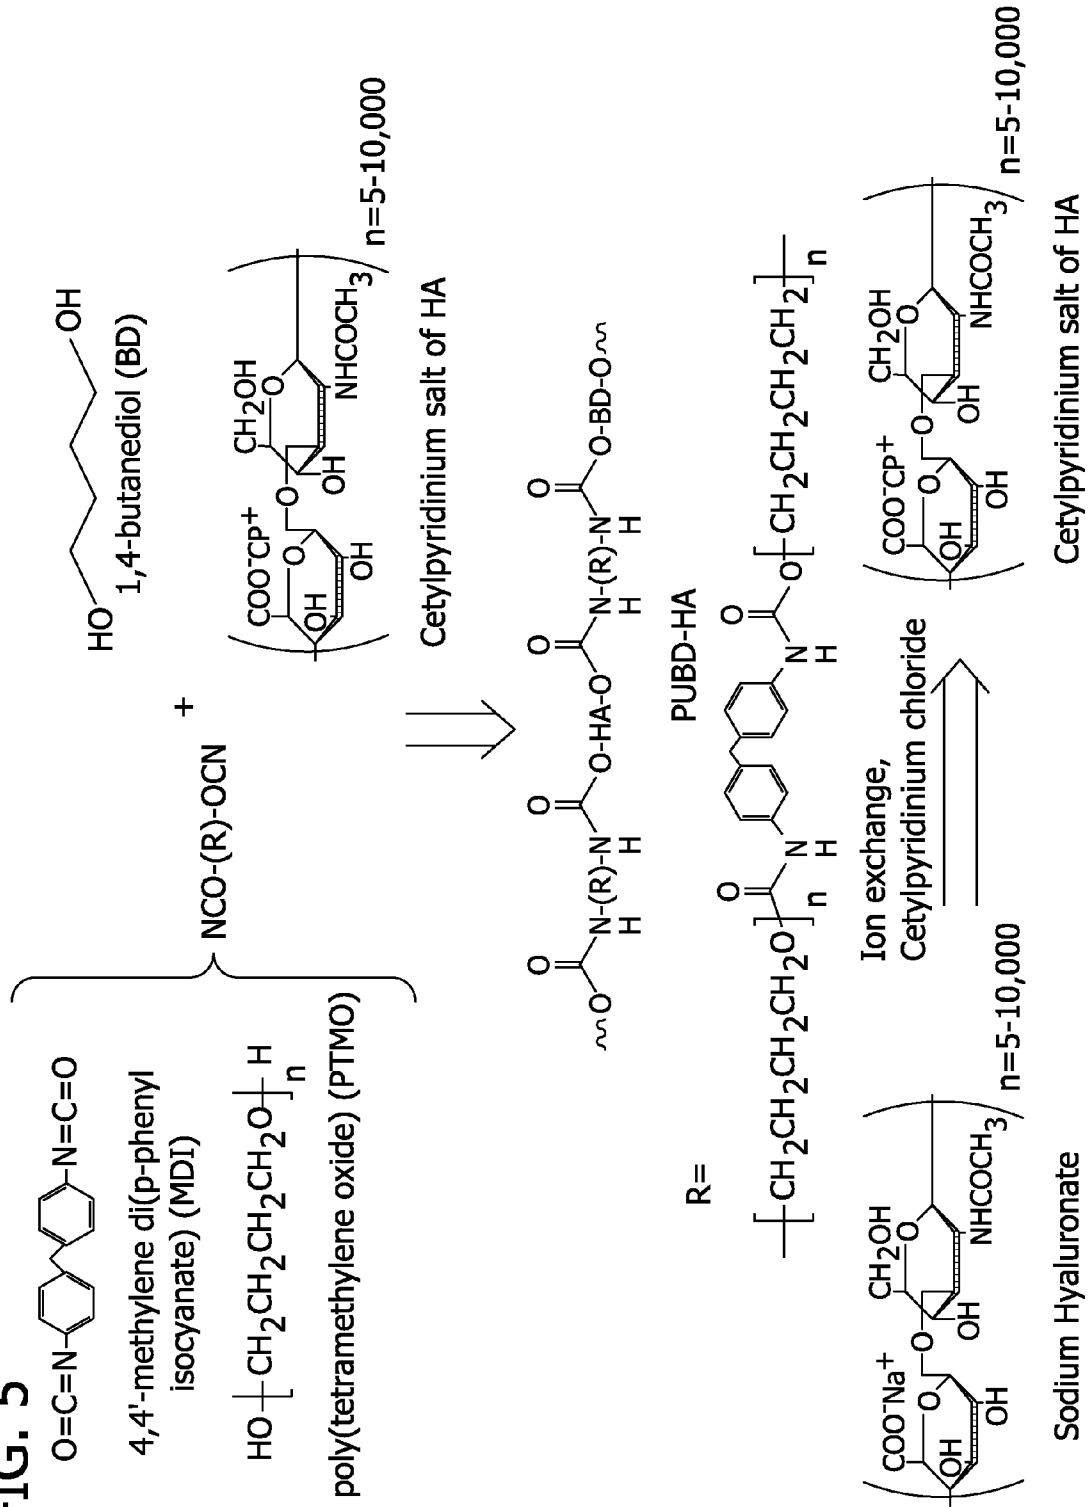 FIG. 5
O=C=N
N=C=O
4,4'-methylene di(p-phenyl
isocyanate) (MDI)
HO
CH2CH2CH2CH2O
H
n
poly(tetramethylene oxide) (PTMO)
NCO-(R)-OCN
+
HO
OH
1,4-butanediol (BD)
COO-CP+
O
OH
OH
O
CH2OH
O
OH
NHCOCH3
n=5-10,000
Cetylpyridinium salt of HA
O
O
O
O
O
N-(R)-N
H
H
O-HA-O
N-(R)-N
H
H
O-BD-O
PUBD-HA
R=
CH2CH2CH2CH2O
n
O
N
H
N
H
O
O
CH2CH2CH2CH2
n
COO-Na+
O
OH
OH
O
CH2OH
O
OH
NHCOCH3
n=5-10,000
Sodium Hyaluronate
Ion exchange,
Cetylpyridinium chloride
COO-CP+
O
OH
OH
O
CH2OH
O
OH
NHCOCH3
n=5-10,000
Cetylpyridinium salt of HA